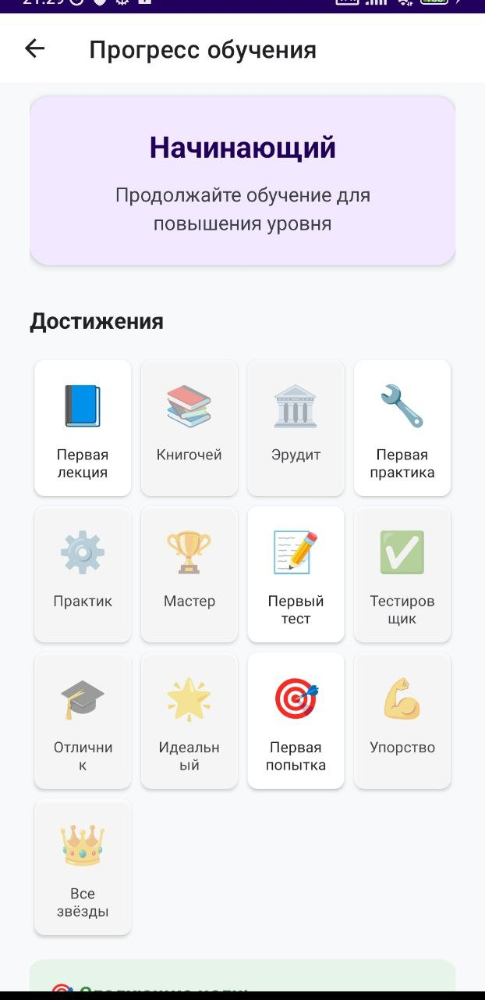 21:29
Прогресс обучения
Начинающий
Продолжайте обучение для
повышения уровня
Достижения
Первая
лекция
Книгочей
Эрудит
Первая
практика
Практик
Мастер
Первый
тест
Тестиров
щик
Отлични
к
Идеальн
ый
Первая
попытка
Упорство
Все
звёзды